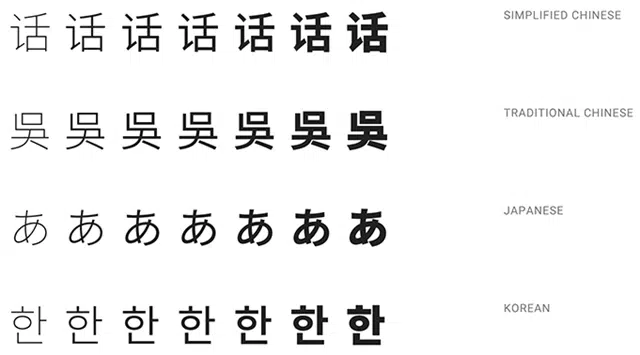 话 话 话 话 话 话 话 SIMPLIFIED CHINESE
吳 吳 吳 吳 吳 吳 吳 TRADITIONAL CHINESE
あ あ あ あ あ あ あ JAPANESE
한 한 한 한 한 한 한 KOREAN